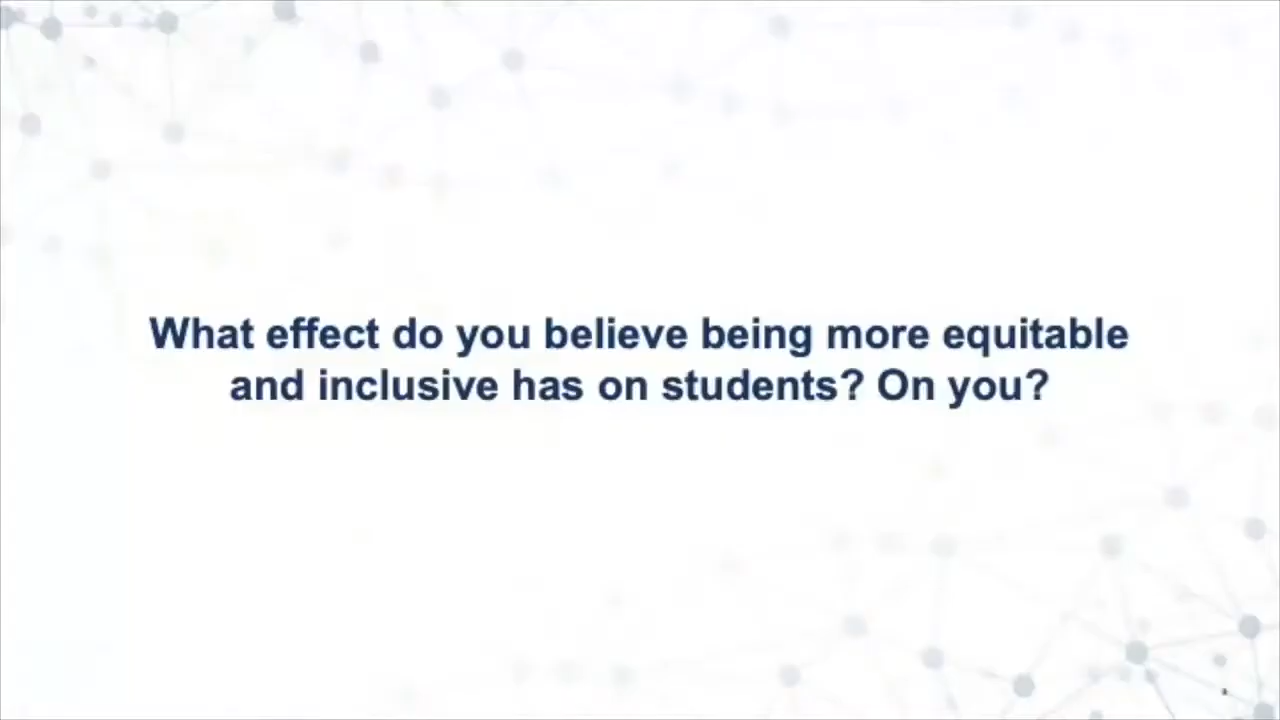 What effect do you believe being more equitable
and inclusive has on students? On you?